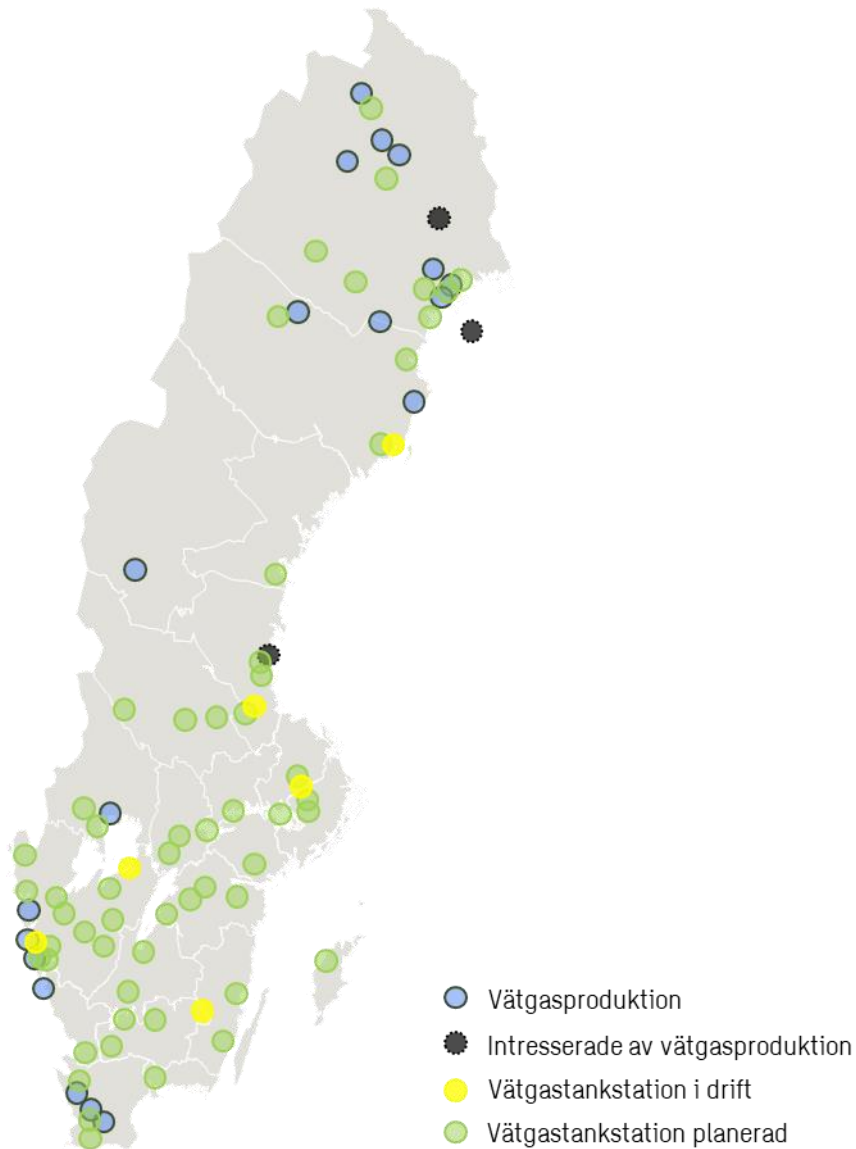 Vätgasproduktion
Intresserade av vätgasproduktion
Vätgastankstation i drift
Vätgastankstation planerad